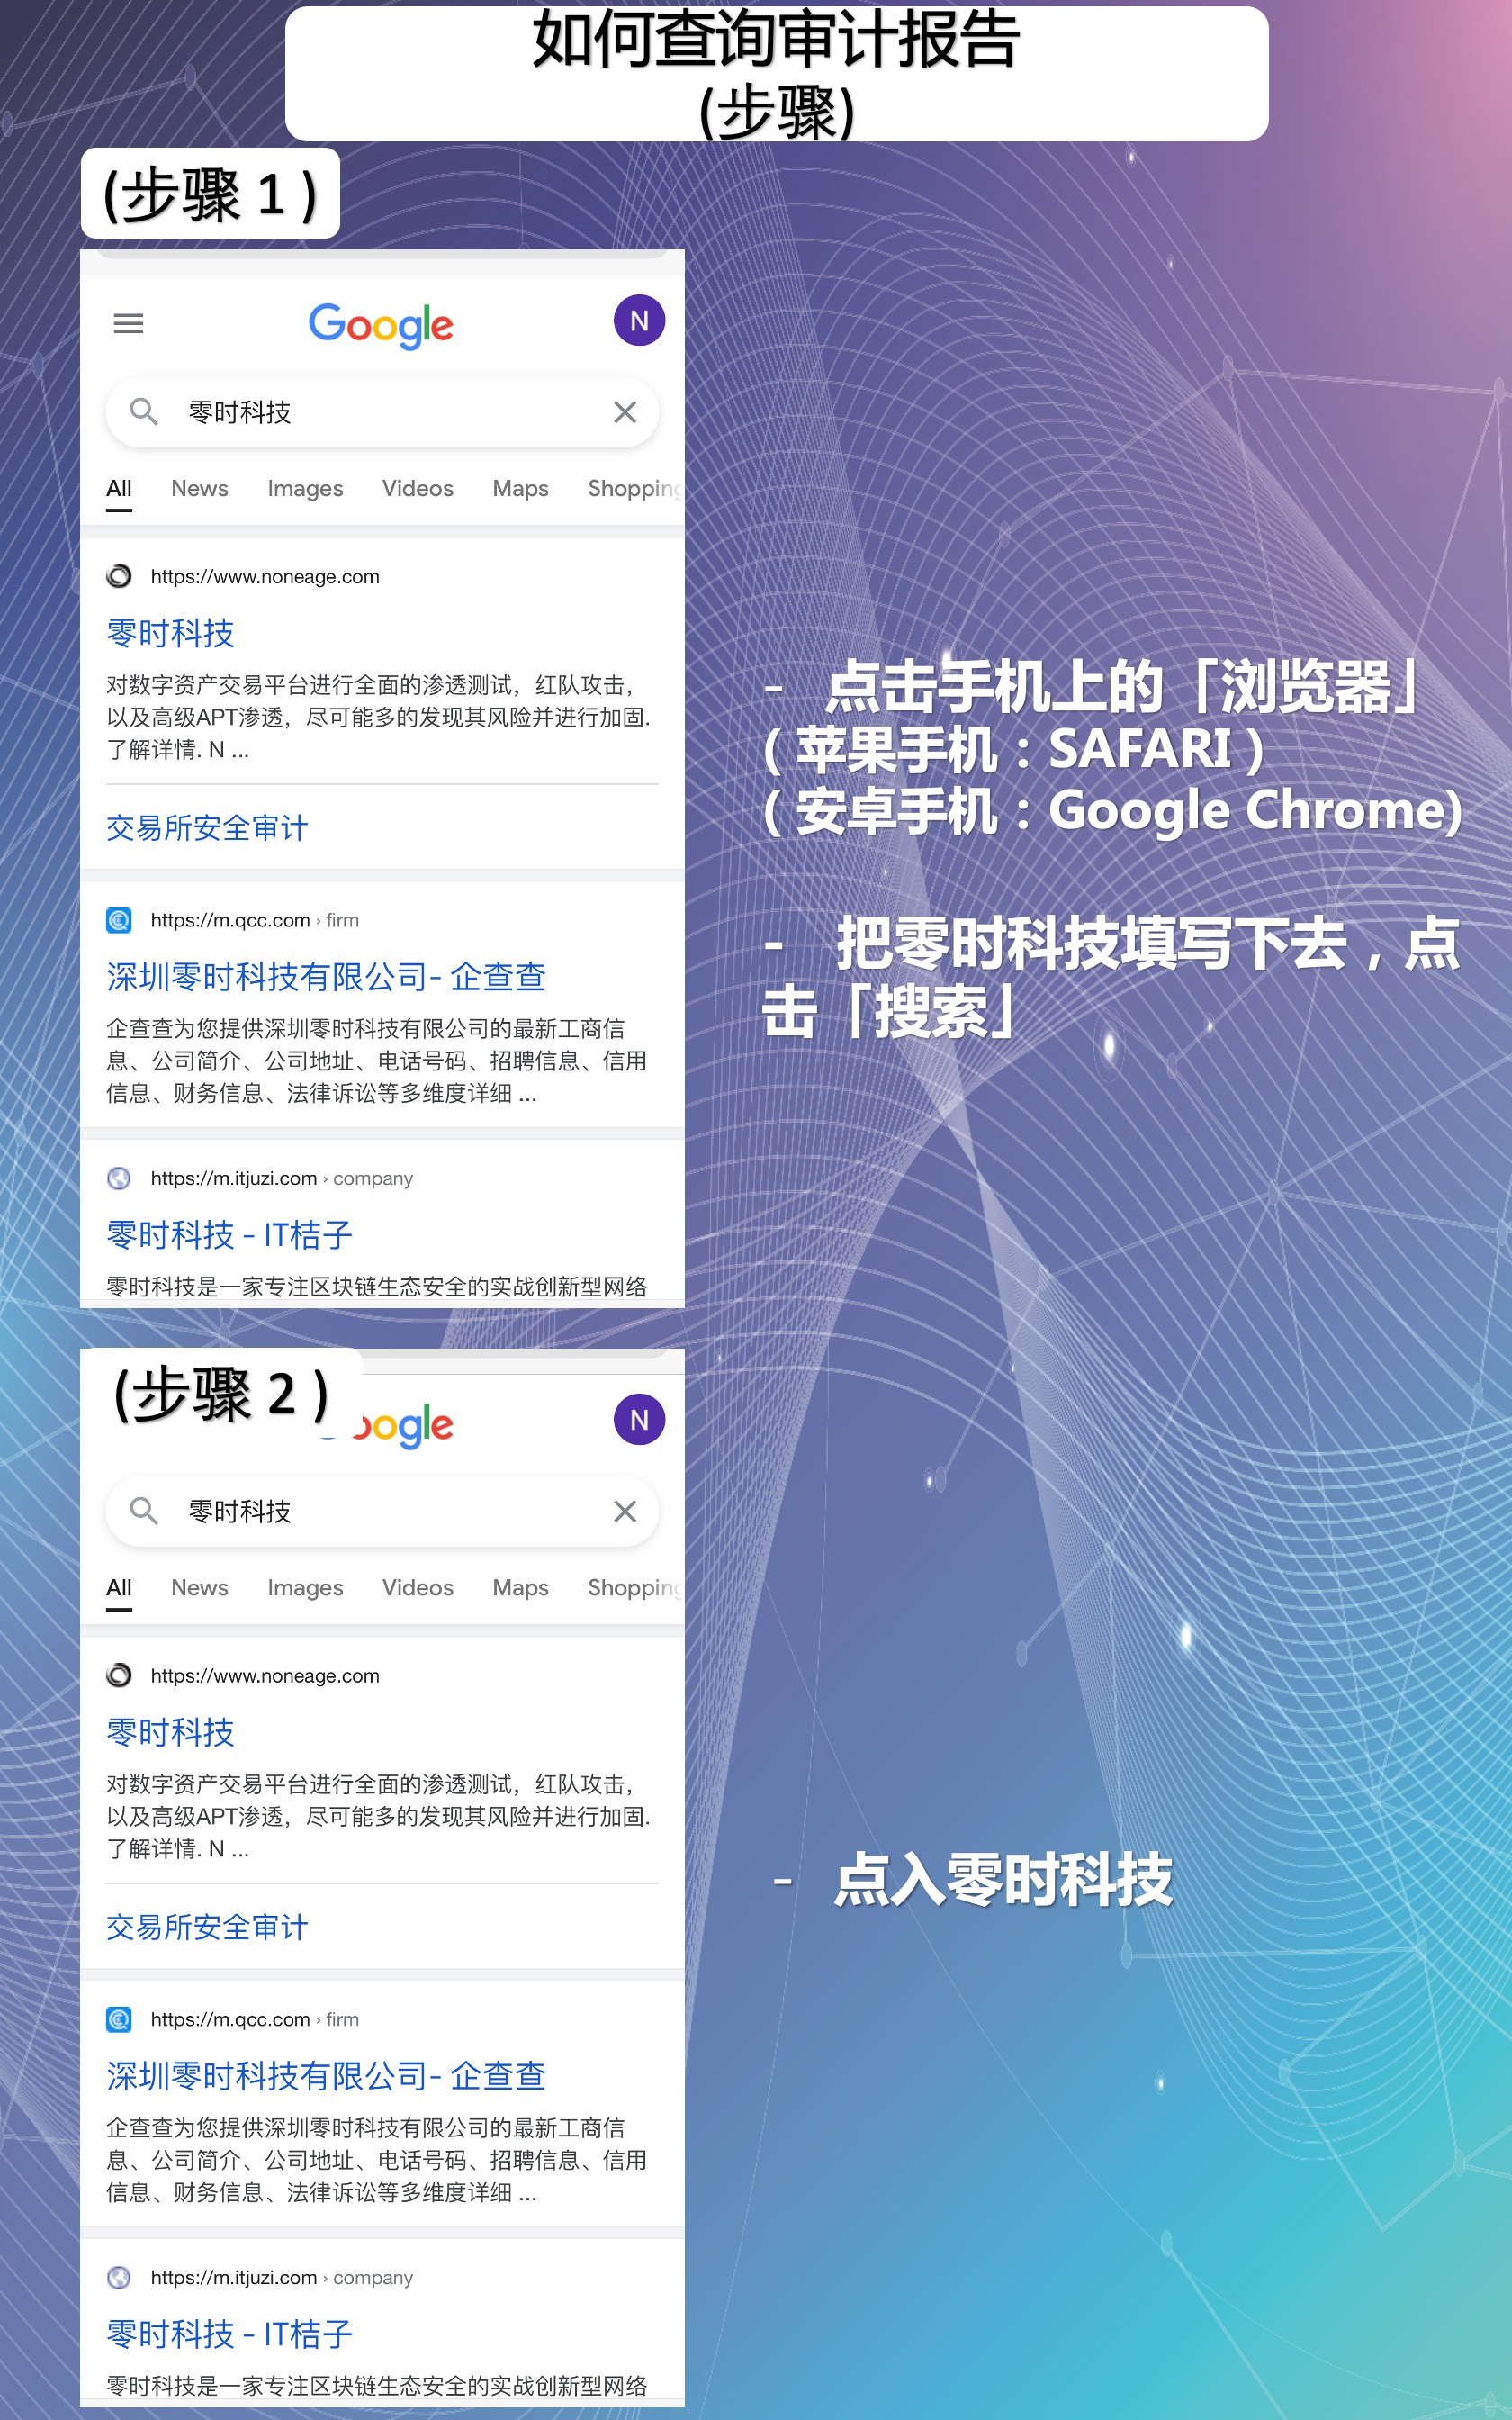 如何查询审计报告
(步骤)
(步骤 1 )
Google
N
零时科技
All News Images Videos Maps Shopping
https://www.noneage.com
零时科技
对数字资产交易平台进行全面的渗透测试，红队攻击，
以及高级APT渗透，尽可能多的发现其风险并进行加固.
了解详情. N ...
交易所安全审计
https://m.qcc.com › firm
深圳零时科技有限公司- 企查查
企查查为您提供深圳零时科技有限公司的最新工商信
息、公司简介、公司地址、电话号码、招聘信息、信用
信息、财务信息、法律诉讼等多维度详细 ...
https://m.itjuzi.com › company
零时科技 - IT桔子
零时科技是一家专注区块链生态安全的实战创新型网络
- 点击手机上的「浏览器」
( 苹果手机：SAFARI )
( 安卓手机：Google Chrome)
- 把零时科技填写下去，点
击「搜索」
(步骤 2 )
ogle
N
零时科技
All News Images Videos Maps Shopping
https://www.noneage.com
零时科技
对数字资产交易平台进行全面的渗透测试，红队攻击，
以及高级APT渗透，尽可能多的发现其风险并进行加固.
了解详情. N ...
交易所安全审计
https://m.qcc.com › firm
深圳零时科技有限公司- 企查查
企查查为您提供深圳零时科技有限公司的最新工商信
息、公司简介、公司地址、电话号码、招聘信息、信用
信息、财务信息、法律诉讼等多维度详细 ...
https://m.itjuzi.com › company
零时科技 - IT桔子
零时科技是一家专注区块链生态安全的实战创新型网络
- 点入零时科技